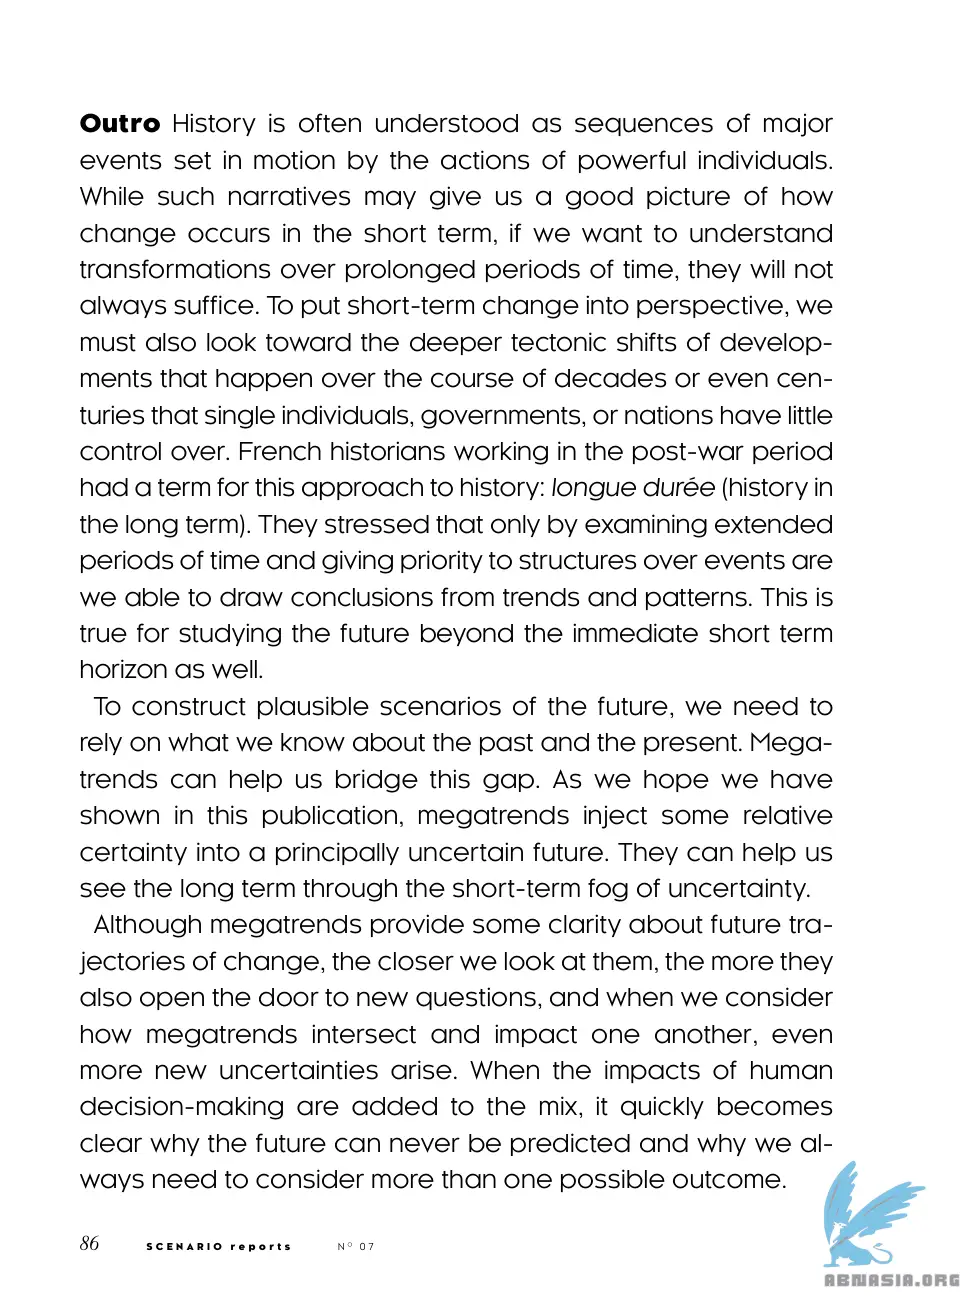 Outro History is often understood as sequences of major
events set in motion by the actions of powerful individuals.
While such narratives may give us a good picture of how
change occurs in the short term, if we want to understand
transformations over prolonged periods of time, they will not
always suffice. To put short-term change into perspective, we
must also look toward the deeper tectonic shifts of develop-
ments that happen over the course of decades or even cen-
turies that single individuals, governments, or nations have little
control over. French historians working in the post-war period
had a term for this approach to history: longue durée (history in
the long term). They stressed that only by examining extended
periods of time and giving priority to structures over events are
we able to draw conclusions from trends and patterns. This is
true for studying the future beyond the immediate short term
horizon as well.
To construct plausible scenarios of the future, we need to
rely on what we know about the past and the present. Mega-
trends can help us bridge this gap. As we hope we have
shown in this publication, megatrends inject some relative
certainty into a principally uncertain future. They can help us
see the long term through the short-term fog of uncertainty.
Although megatrends provide some clarity about future tra-
jectories of change, the closer we look at them, the more they
also open the door to new questions, and when we consider
how megatrends intersect and impact one another, even
more new uncertainties arise. When the impacts of human
decision-making are added to the mix, it quickly becomes
clear why the future can never be predicted and why we al-
ways need to consider more than one possible outcome.
86 SCENARIO reports Nº 07
ABNASIA.ORG